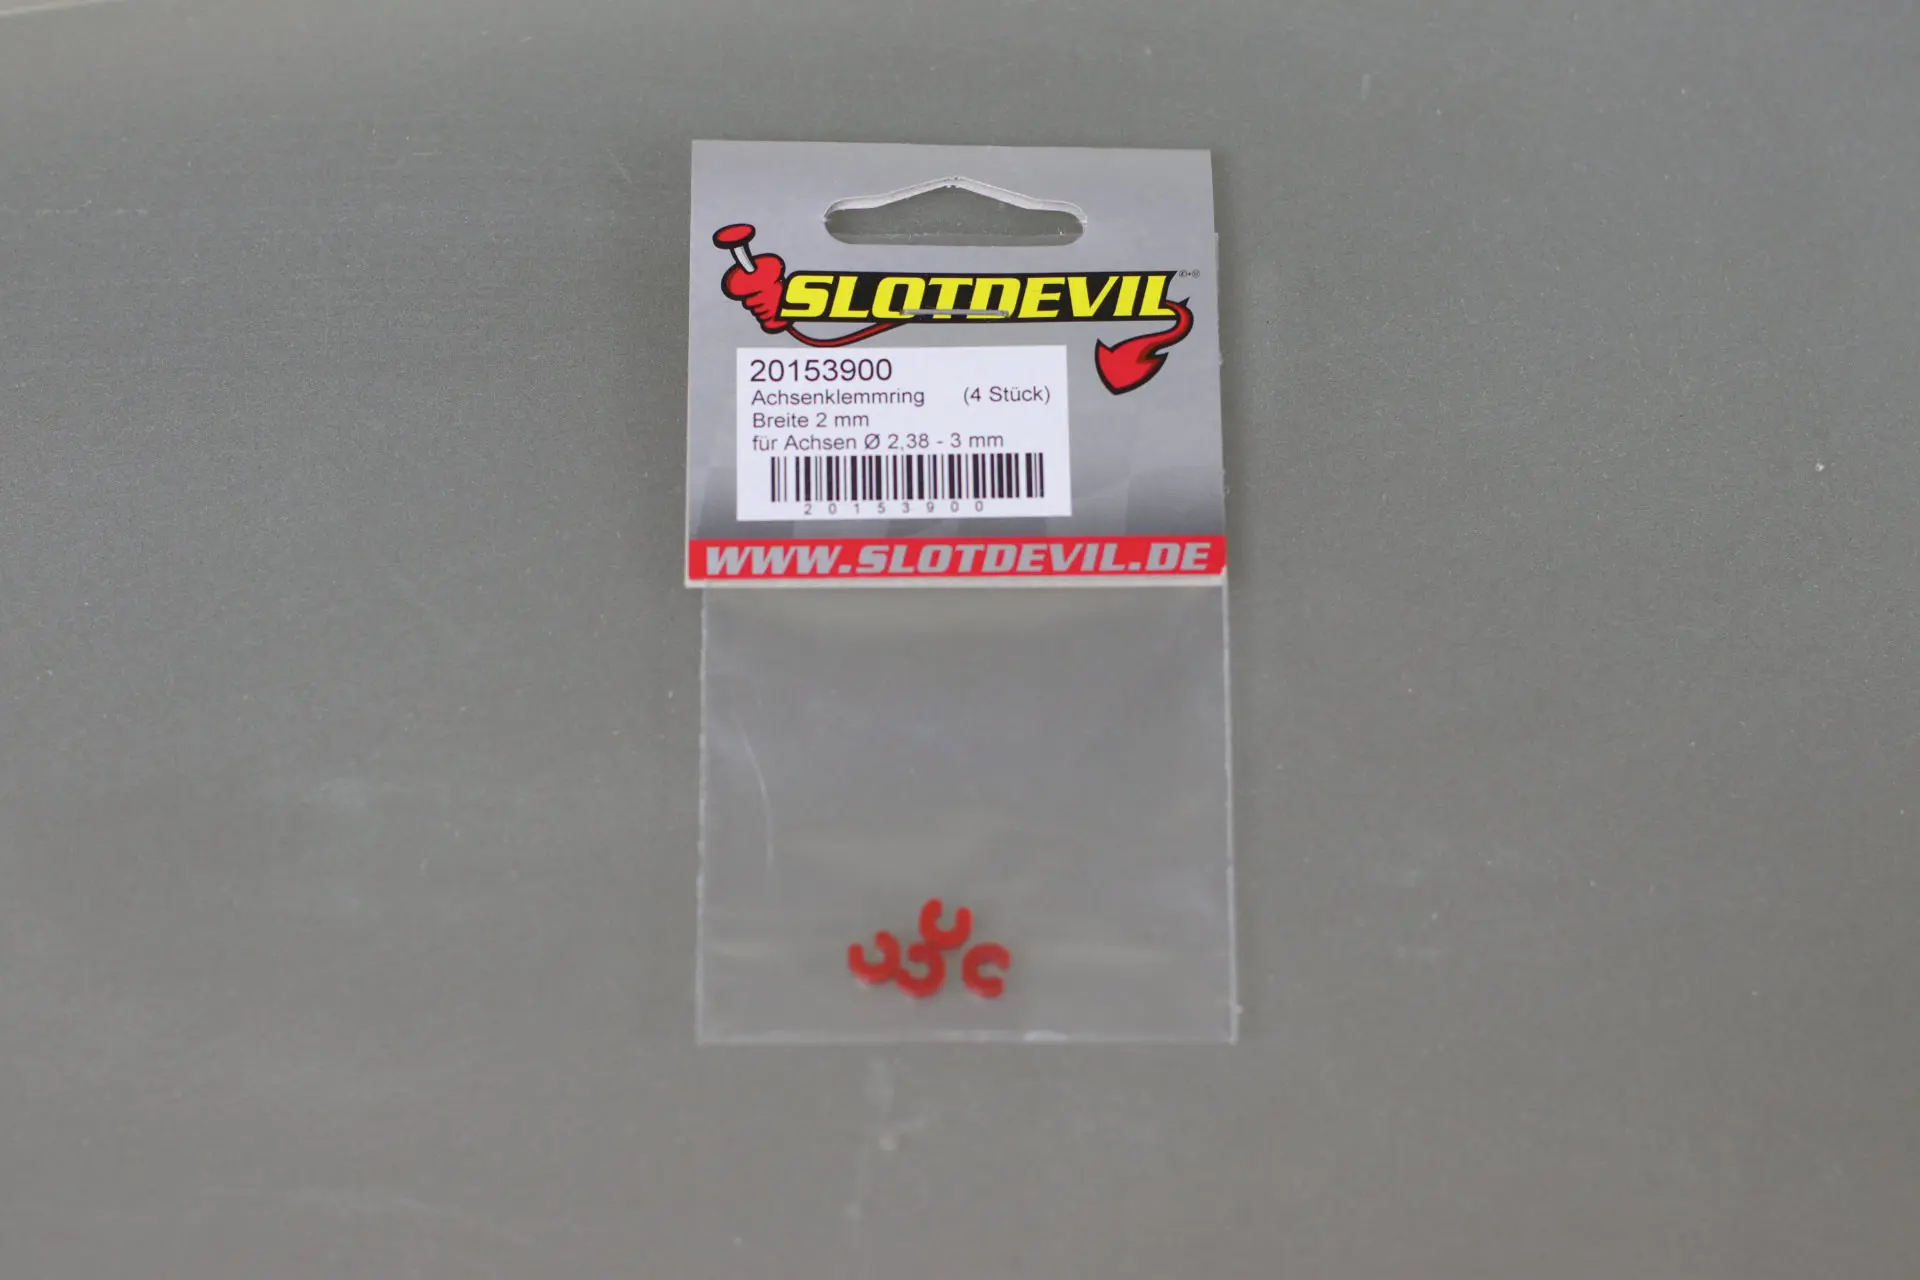 SLOTDEVIL ©+®
20153900
Achsenklemmring (4 Stück)
Breite 2 mm
für Achsen Ø 2,38 - 3 mm
20153900
WWW.SLOTDEVIL.DE